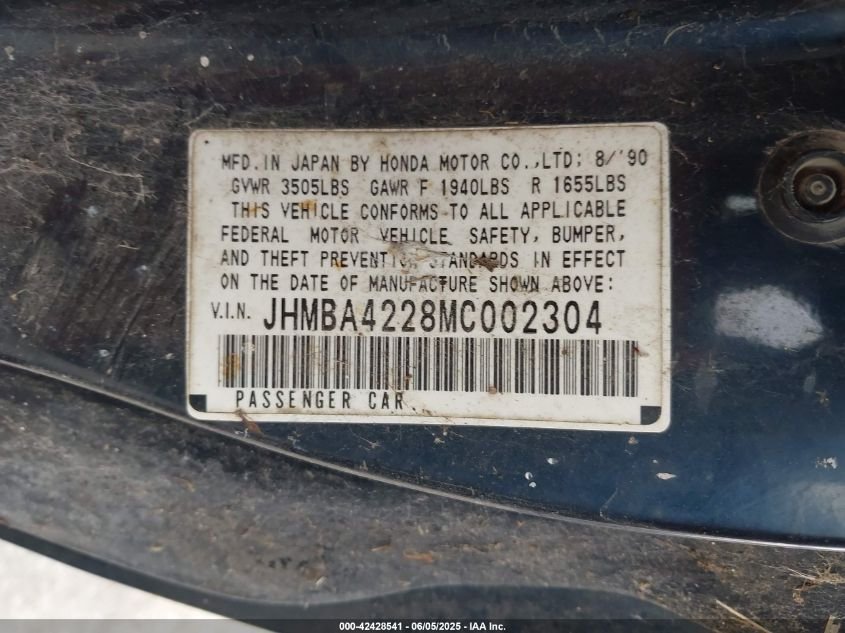 MFD. IN JAPAN BY HONDA MOTOR CO., LTD; 8/'90
GVWR 3505LBS GAWR F 1940LBS R 1655LBS
THIS VEHICLE CONFORMS TO ALL APPLICABLE
FEDERAL MOTOR VEHICLE SAFETY, BUMPER,
AND THEFT PREVENTION STANDARDS IN EFFECT
ON THE DATE OF MANUFACTURE SHOWN ABOVE:
V.I.N. JHMBA4228MC002304
PASSENGER CAR
000-42428541 - 06/05/2025 - IAA Inc.